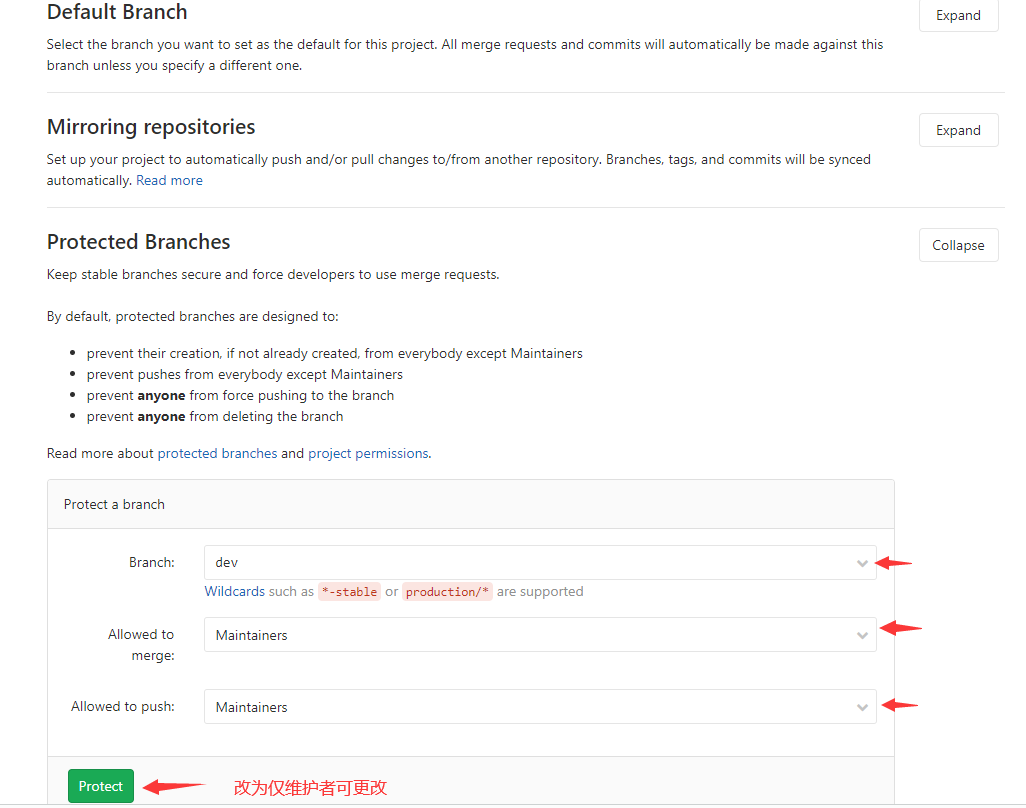 Default Branch
Expand
Select the branch you want to set as the default for this project. All merge requests and commits will automatically be made against this
branch unless you specify a different one.
Mirroring repositories
Expand
Set up your project to automatically push and/or pull changes to/from another repository. Branches, tags, and commits will be synced
automatically. Read more
Protected Branches
Collapse
Keep stable branches secure and force developers to use merge requests.
By default, protected branches are designed to:
• prevent their creation, if not already created, from everybody except Maintainers
• prevent pushes from everybody except Maintainers
• prevent anyone from force pushing to the branch
• prevent anyone from deleting the branch
Read more about protected branches and project permissions.
Protect a branch
Branch: dev
Wildcards such as *-stable or production/* are supported
Allowed to
merge:
Maintainers
Allowed to push: Maintainers
Protect 改为仅维护者可更改